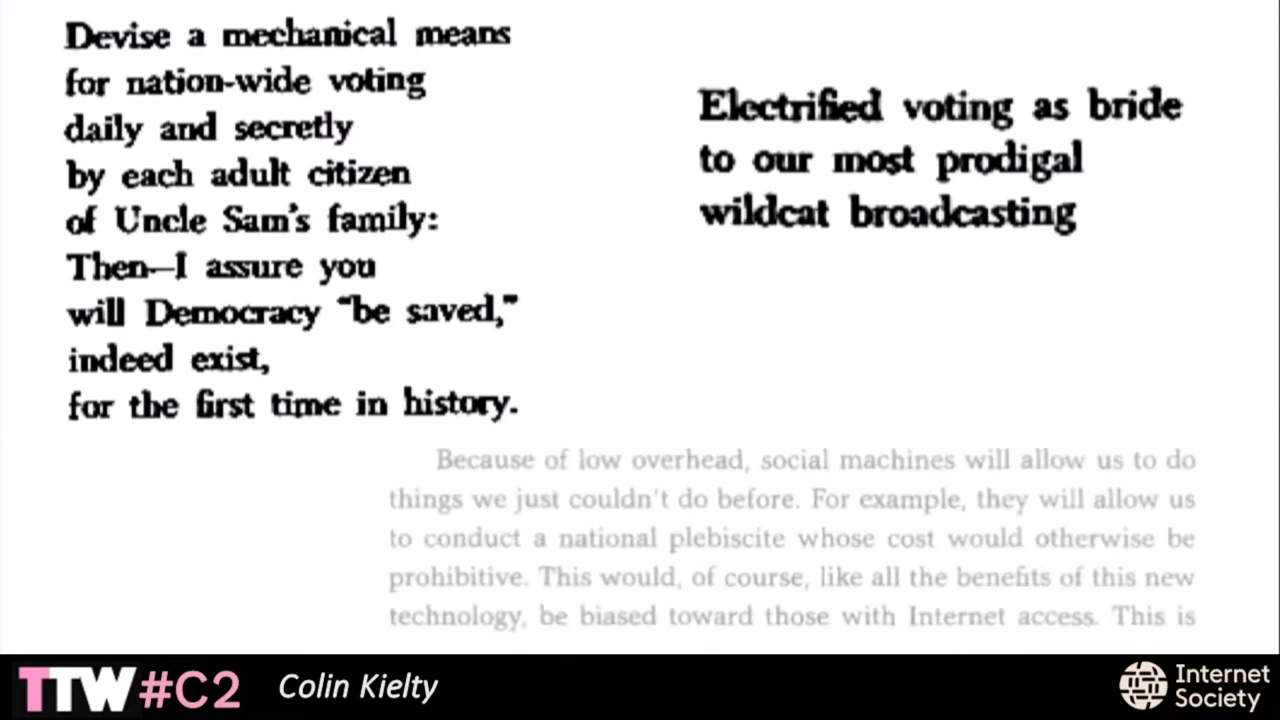 Devise a mechanical means
for nation-wide voting
daily and secretly
by each adult citizen
of Uncle Sam's family:
Then—I assure you
will Democracy "be saved,"
indeed exist,
for the first time in history.
Electrified voting as bride
to our most prodigal
wildcat broadcasting
Because of low overhead, social machines will allow us to do
things we just couldn't do before. For example, they will allow us
to conduct a national plebiscite whose cost would otherwise be
prohibitive. This would, of course, like all the benefits of this new
technology, be biased toward those with Internet access. This is
TTW #C2
Colin Kielty
Internet
Society